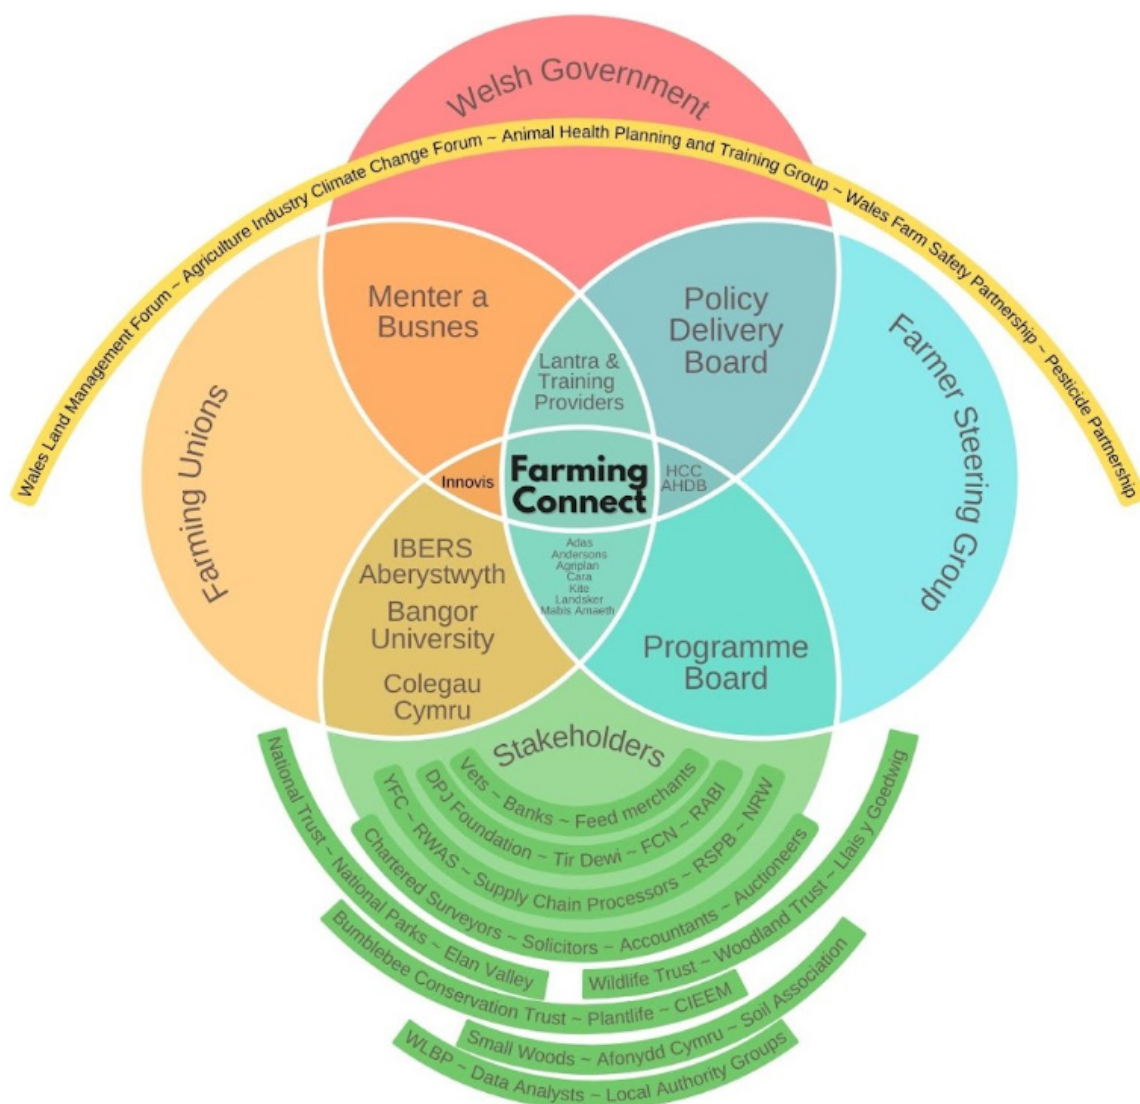 Welsh Government
Wales Land Management Forum ~ Agriculture Industry Climate Change Forum ~ Animal Health Planning and Training Group ~ Wales Farm Safety Partnership ~ Pesticide Partnership
Menter a
Busnes
Policy
Delivery
Board
Lantra &
Training
Providers
Farming Unions
Farmer Steering Group
Innovis
Farming
Connect
HCC
AHDB
IBERS
Aberystwyth
Bangor
University
Colegau
Cymru
Adas
Andersons
Agriplan
Cara
Kite
Landsker
Mabis Amaeth
Programme
Board
Stakeholders
Vets ~ Banks ~ Feed merchants
DPJ Foundation ~ Tir Dewi ~ FCN ~ RABI
YFC ~ RWAS ~ Supply Chain Processors ~ RSPB ~ NRW
Chartered Surveyors ~ Solicitors ~ Accountants ~ Auctioneers
National Trust ~ National Parks ~ Elan Valley
Wildlife Trust ~ Woodland Trust ~ Llais y Goedwig
Bumblebee Conservation Trust ~ Plantlife ~ CIEEM
Small Woods ~ Afonydd Cymru ~ Soil Association
WLBP ~ Data Analysts ~ Local Authority Groups